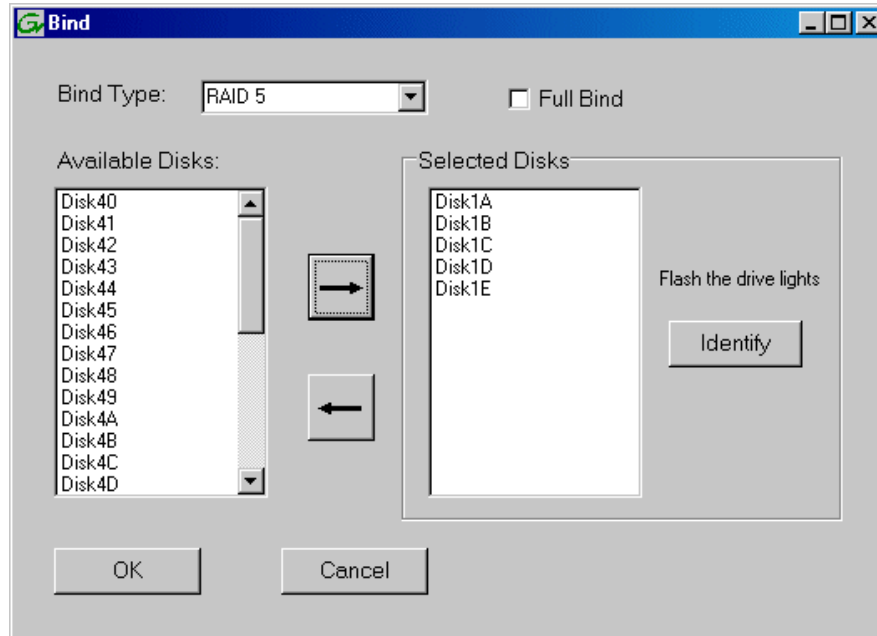 Bind
Bind Type: RAID 5 Full Bind
Available Disks:
Disk40
Disk41
Disk42
Disk43
Disk44
Disk45
Disk46
Disk47
Disk48
Disk49
Disk4A
Disk4B
Disk4C
Disk4D
Selected Disks
Disk1A
Disk1B
Disk1C
Disk1D
Disk1E
Flash the drive lights
Identify
OK Cancel